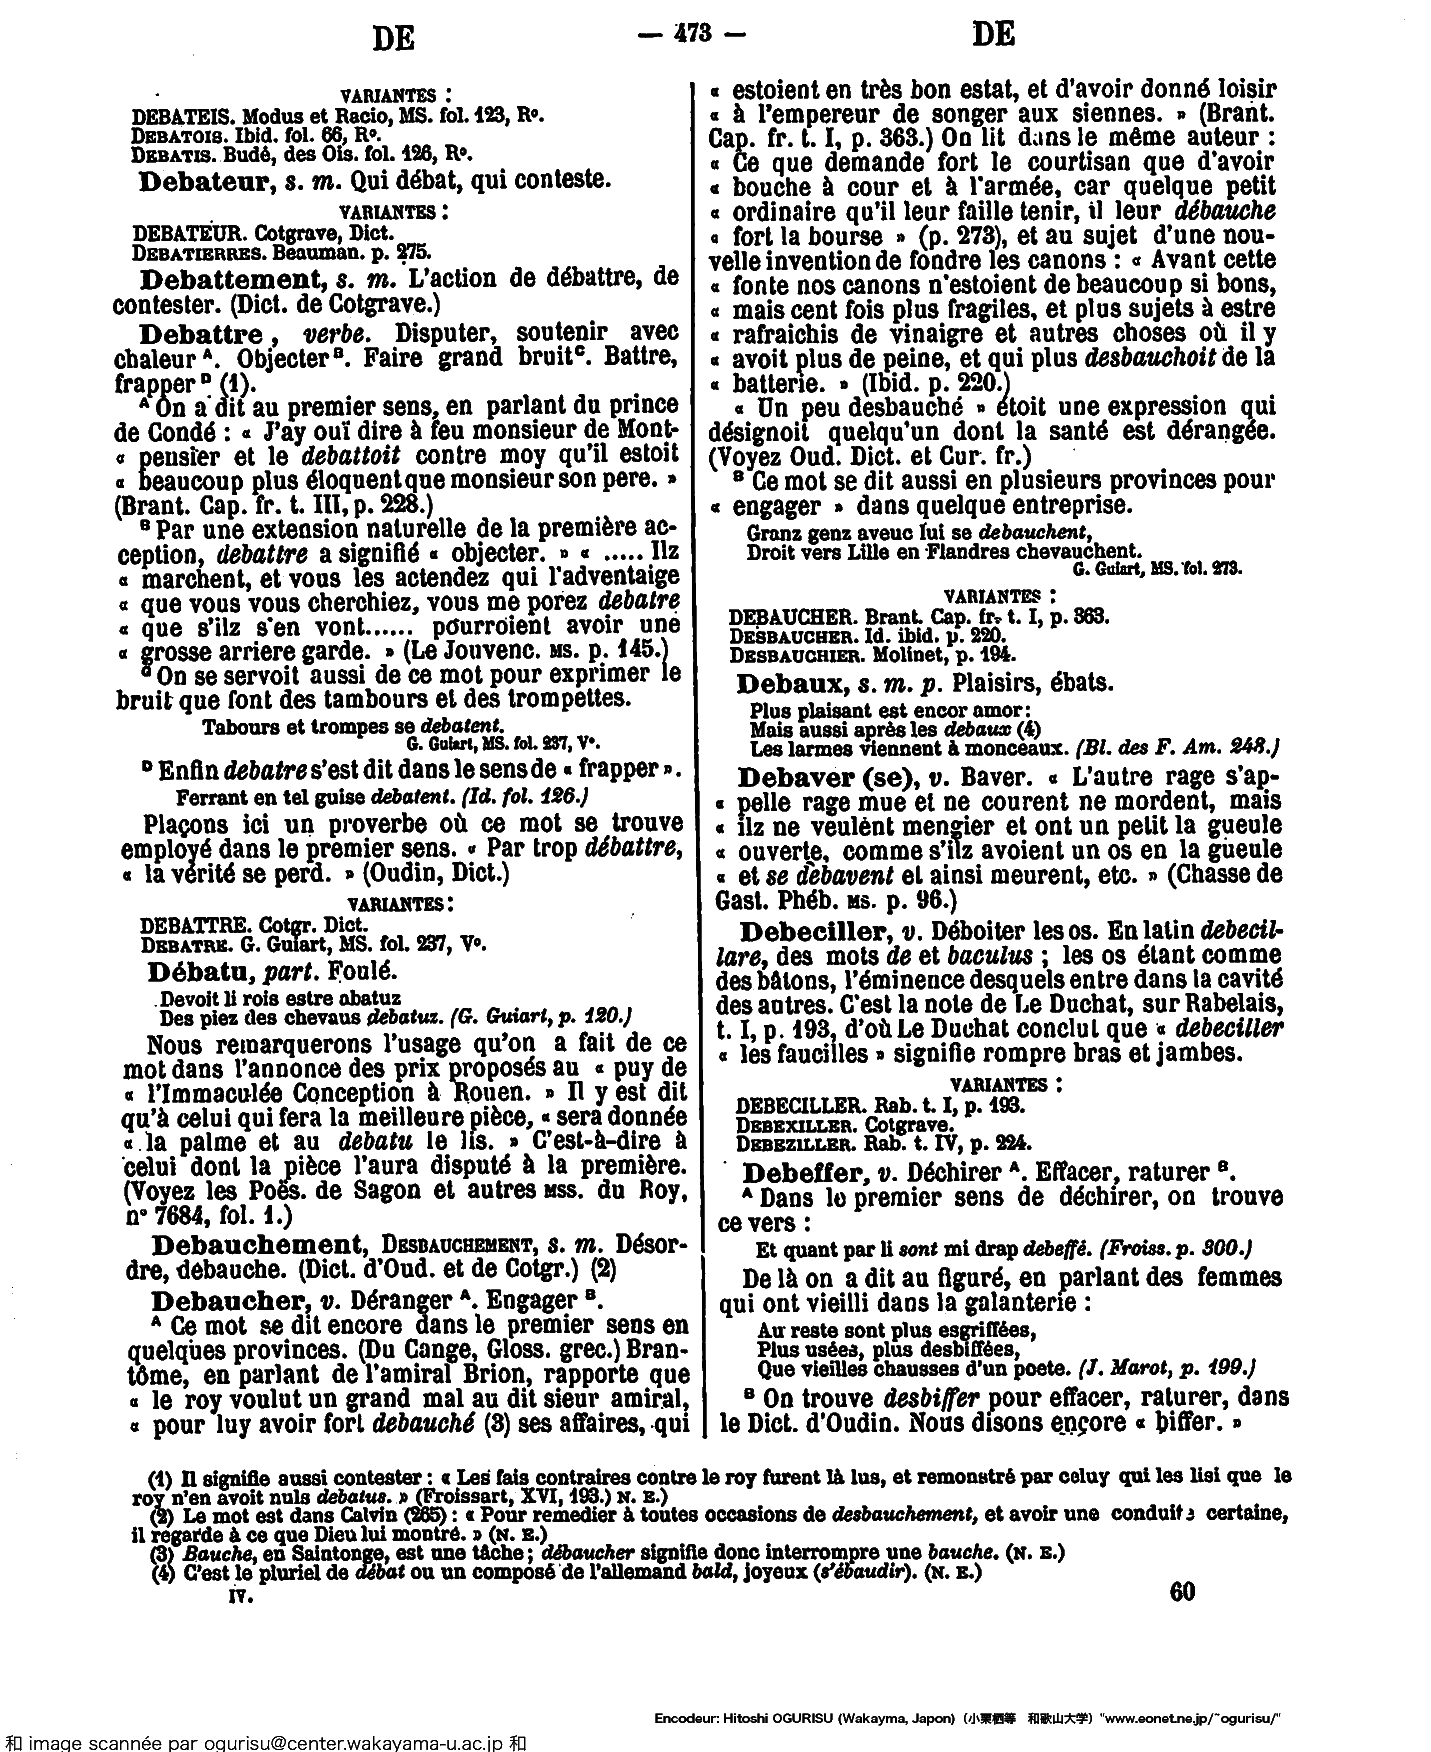 DE
— 473 —
DE
VARIANTES :
DEBATEIS. Modus et Racio, MS. fol. 123, Rº.
DEBATOIS. Ibid. fol. 66, Rº.
DEBATIS. Budé, des Ois. fol. 126, Rº.
Debateur, s. m. Qui débat, qui conteste.
VARIANTES :
DEBATEUR. Cotgrave, Dict.
DEBATIERRES. Beauman. p. 275.
Debattement, s. m. L'action de débattre, de
contester. (Dict. de Cotgrave.)
Debattre, verbe. Disputer, soutenir avec
chaleur A. Objecter B. Faire grand bruit C. Battre,
frapper D (1).
A On a dit au premier sens, en parlant du prince
de Condé : « J'ay ouï dire à feu monsieur de Mont-
« pensier et le debattoit contre moy qu'il estoit
« beaucoup plus éloquent que monsieur son pere. »
(Brant. Cap. fr. t. III, p. 228.)
B Par une extension naturelle de la première ac-
ception, debattre a signifié « objecter. » « ..... Ilz
« marchent, et vous les actendez qui l'adventaige
« que vous vous cherchiez, vous me porez debatre
« que s'ilz s'en vont...... pourroient avoir une
« grosse arriere garde. » (Le Jouvenc. MS. p. 145.)
C On se servoit aussi de ce mot pour exprimer le
bruit que font des tambours et des trompettes.
Tabours et trompes se debatent.
G. Guiart, MS. fol. 237, Vº.
D Enfin debatre s'est dit dans le sens de « frapper ».
Ferrant en tel guise debatent. (Id. fol. 126.)
Plaçons ici un proverbe où ce mot se trouve
employé dans le premier sens. « Par trop débattre,
« la vérité se perd. » (Oudin, Dict.)
VARIANTES :
DEBATTRE. Cotgr. Dict.
DEBATRE. G. Guiart, MS. fol. 237, Vº.
Débatu, part. Foulé.
Devoit li rois estre abatuz
Des piez des chevaus debatuz. (G. Guiart, p. 120.)
Nous remarquerons l'usage qu'on a fait de ce
mot dans l'annonce des prix proposés au « puy de
« l'Immaculée Conception à Rouen. » Il y est dit
qu'à celui qui fera la meilleure pièce, « sera donnée
« la palme et au debatu le lis. » C'est-à-dire à
celui dont la pièce l'aura disputé à la première.
(Voyez les Poës. de Sagon et autres MSS. du Roy,
nº 7684, fol. 1.)
Debauchement, DESBAUCHEMENT, s. m. Désor-
dre, debauche. (Dict. d'Oud. et de Cotgr.) (2)
Debaucher, v. Déranger A. Engager B.
A Ce mot se dit encore dans le premier sens en
quelques provinces. (Du Cange, Gloss. grec.) Bran-
tôme, en parlant de l'amiral Brion, rapporte que
« le roy voulut un grand mal au dit sieur amiral,
« pour luy avoir fort debauché (3) ses affaires, qui
« estoient en très bon estat, et d'avoir donné loisir
« à l'empereur de songer aux siennes. » (Brant.
Cap. fr. t. I, p. 363.) On lit dans le même auteur :
« Ce que demande fort le courtisan que d'avoir
« bouche à cour et à l'armée, car quelque petit
« ordinaire qu'il leur faille tenir, il leur débauche
« fort la bourse » (p. 273), et au sujet d'une nou-
velle invention de fondre les canons : « Avant cette
« fonte nos canons n'estoient de beaucoup si bons,
« mais cent fois plus fragiles, et plus sujets à estre
« rafraichis de vinaigre et autres choses où il y
« avoit plus de peine, et qui plus desbauchoit de la
« batterie. » (Ibid. p. 220.)
« Un peu desbauché » étoit une expression qui
désignoit quelqu'un dont la santé est dérangée.
(Voyez Oud. Dict. et Cur. fr.)
B Ce mot se dit aussi en plusieurs provinces pour
« engager » dans quelque entreprise.
Granz genz aveuc lui se debauchent,
Droit vers Lille en Flandres chevauchent.
G. Guiart, MS. fol. 273.
VARIANTES :
DEBAUCHER. Brant. Cap. fr. t. I, p. 363.
DESBAUCHER. Id. ibid. p. 220.
DESBAUCHIER. Molinet, p. 194.
Debaux, s. m. p. Plaisirs, ébats.
Plus plaisant est encor amor:
Mais aussi après les debaux (4)
Les larmes viennent à monceaux. (Bl. des F. Am. 248.)
Debaver (se), v. Baver. « L'autre rage s'ap-
« pelle rage mue et ne courent ne mordent, mais
« ilz ne veulent mengier et ont un petit la gueule
« ouverte, comme s'ilz avoient un os en la gueule
« et se debavent et ainsi meurent, etc. » (Chasse de
Gast. Phéb. MS. p. 96.)
Debeciller, v. Déboiter les os. En latin debecil-
lare, des mots de et baculus ; les os étant comme
des bâtons, l'éminence desquels entre dans la cavité
des autres. C'est la note de Le Duchat, sur Rabelais,
t. I, p. 193, d'où Le Duchat conclut que « debeciller
« les faucilles » signifie rompre bras et jambes.
VARIANTES :
DEBECILLER. Rab. t. I, p. 193.
DEBEXILLER. Cotgrave.
DEBEZILLER. Rab. t. IV, p. 224.
Debeffer, v. Déchirer A. Effacer, raturer B.
A Dans le premier sens de déchirer, on trouve
ce vers :
Et quant par li sont mi drap debeffé. (Froiss. p. 300.)
De là on a dit au figuré, en parlant des femmes
qui ont vieilli dans la galanterie :
Au reste sont plus esgriffées,
Plus usées, plus desbiffées,
Que vieilles chausses d'un poete. (J. Marot, p. 199.)
B On trouve desbiffer pour effacer, raturer, dans
le Dict. d'Oudin. Nous disons encore « biffer. »
(1) Il signifie aussi contester : « Les fais contraires contre le roy furent là lus, et remonstré par celuy qui les lisi que le
roy n'en avoit nuls debatus. » (Froissart, XVI, 193.) N. E.)
(2) Le mot est dans Calvin (265) : « Pour remedier à toutes occasions de desbauchement, et avoir une conduite certaine,
il regarde à ce que Dieu lui montré. » (N. E.)
(3) Bauche, en Saintonge, est une tâche ; débaucher signifie donc interrompre une bauche. (N. E.)
(4) C'est le pluriel de débat ou un composé de l'allemand bald, joyeux (s'ébaudir). (N. E.)
IV.
60
Encodeur: Hitoshi OGURISU (Wakayma, Japon) (小栗栖等 和歌山大学) "www.eonet.ne.jp/~ogurisu/"
和 image scannée par ogurisu@center.wakayama-u.ac.jp 和